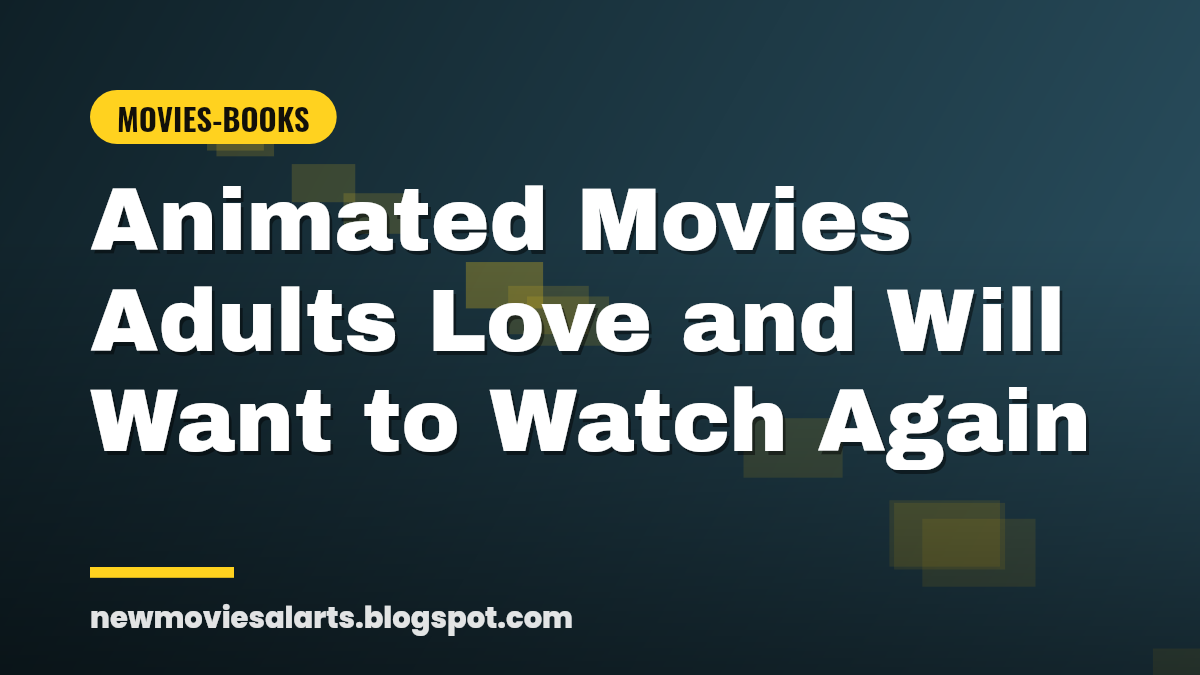 MOVIES-BOOKS
Animated Movies
Adults Love and Will
Want to Watch Again
newmoviesalarts.blogspot.com